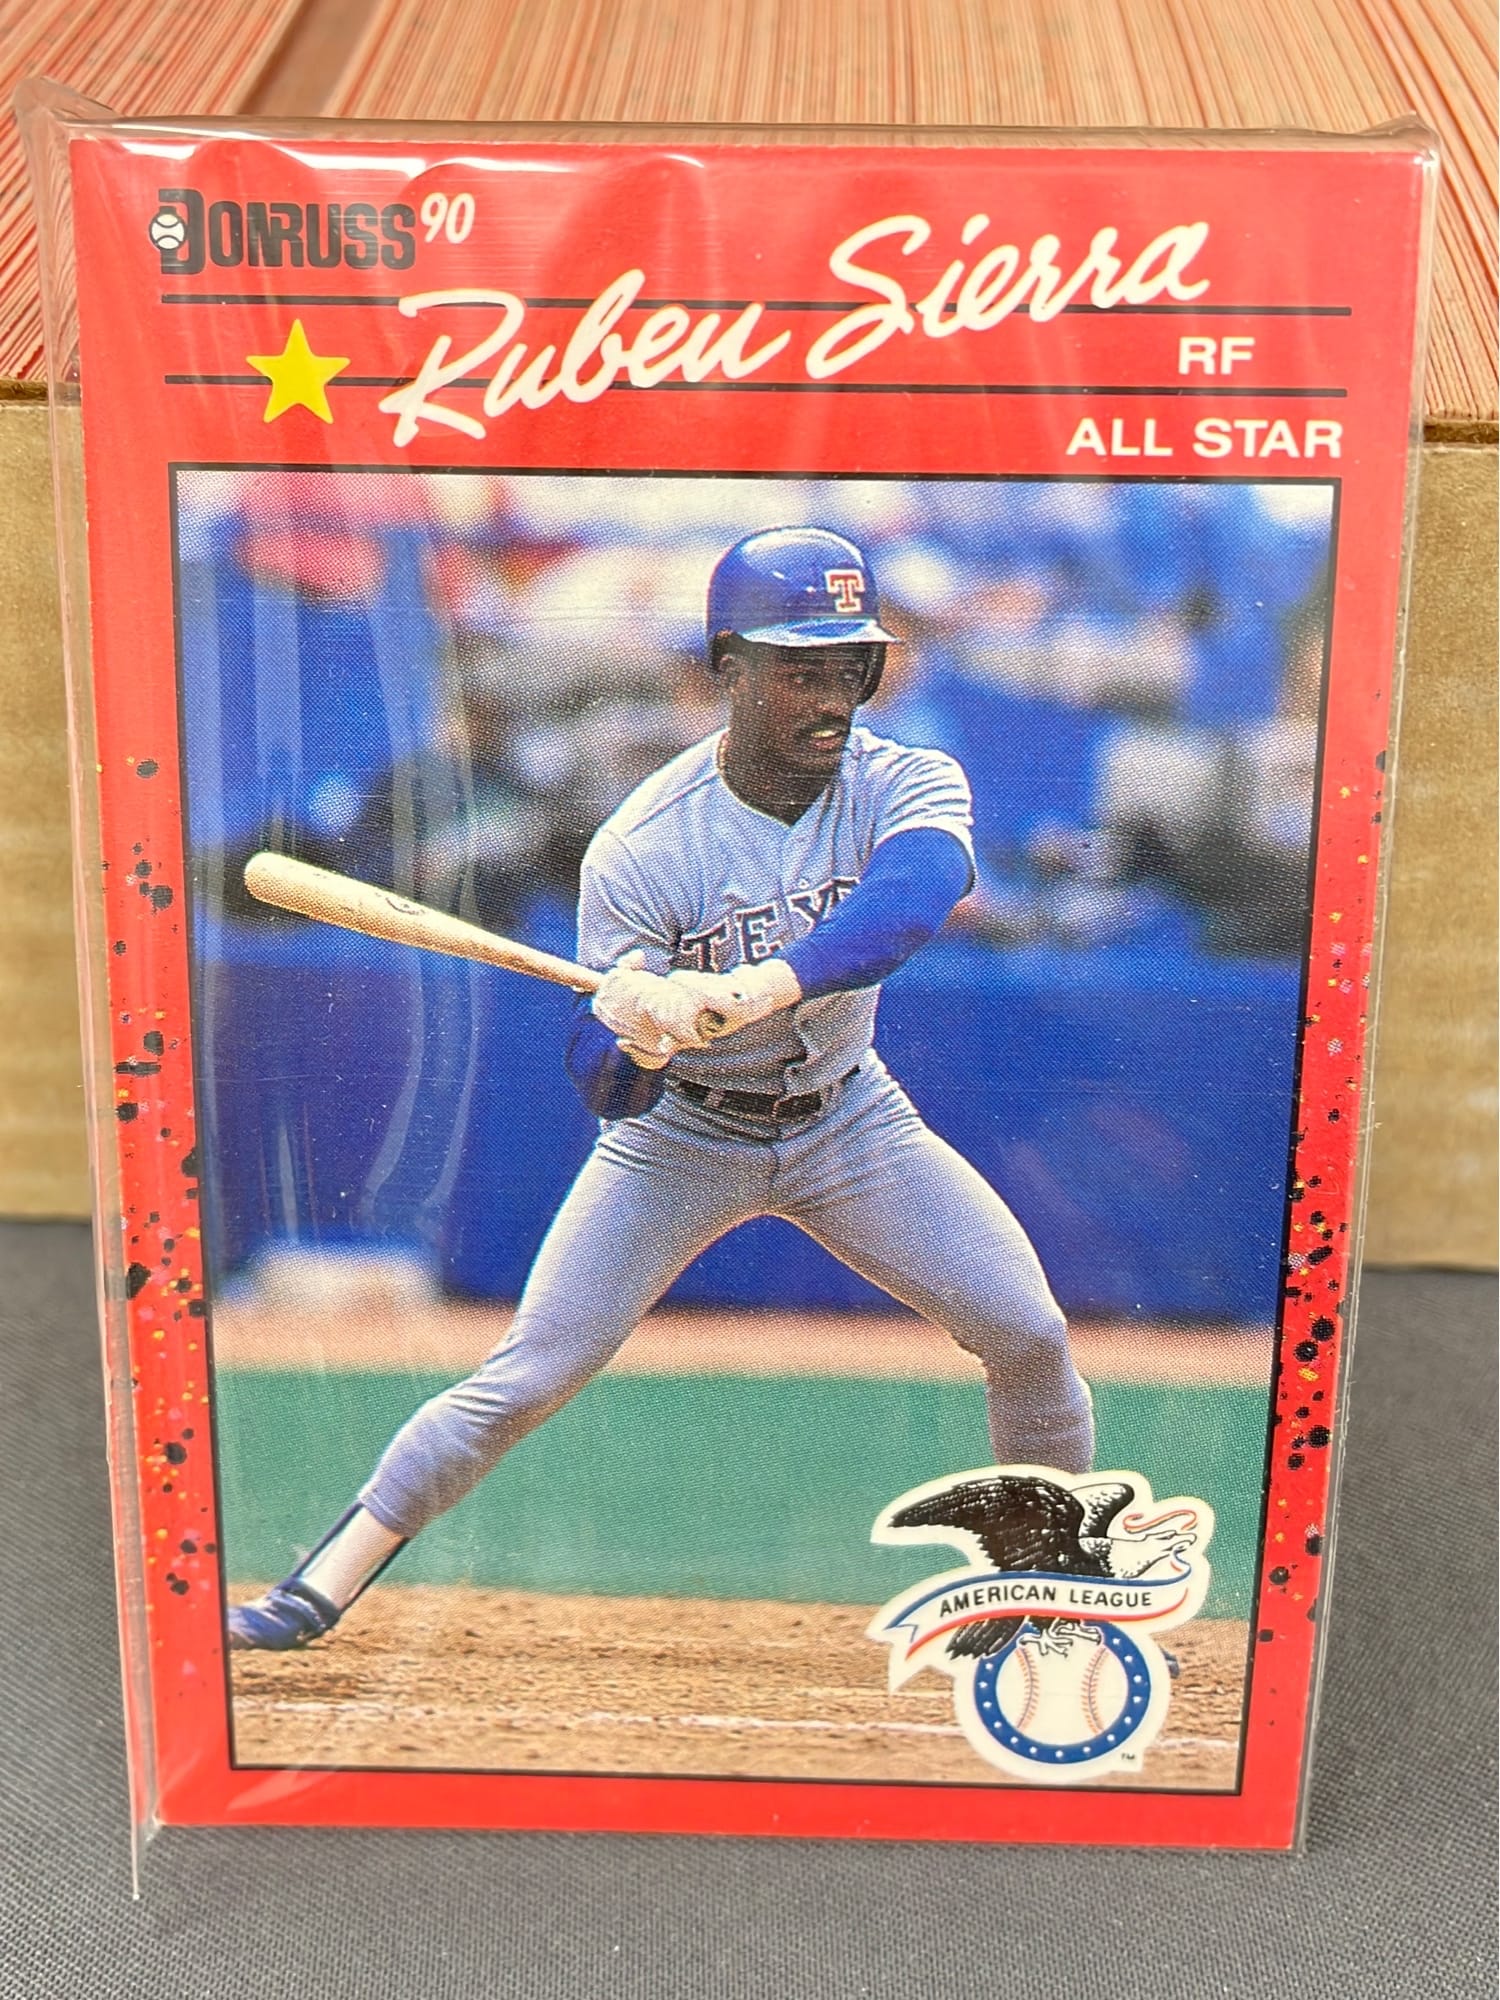 DONRUSS 90
Ruben Sierra
RF
ALL STAR
T
TEX
AMERICAN LEAGUE
TM